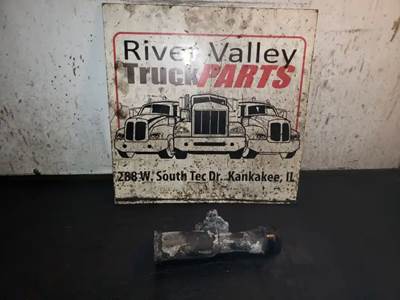 River Valley
TruckPARTS
288 W. South Tec Dr. Kankakee, IL